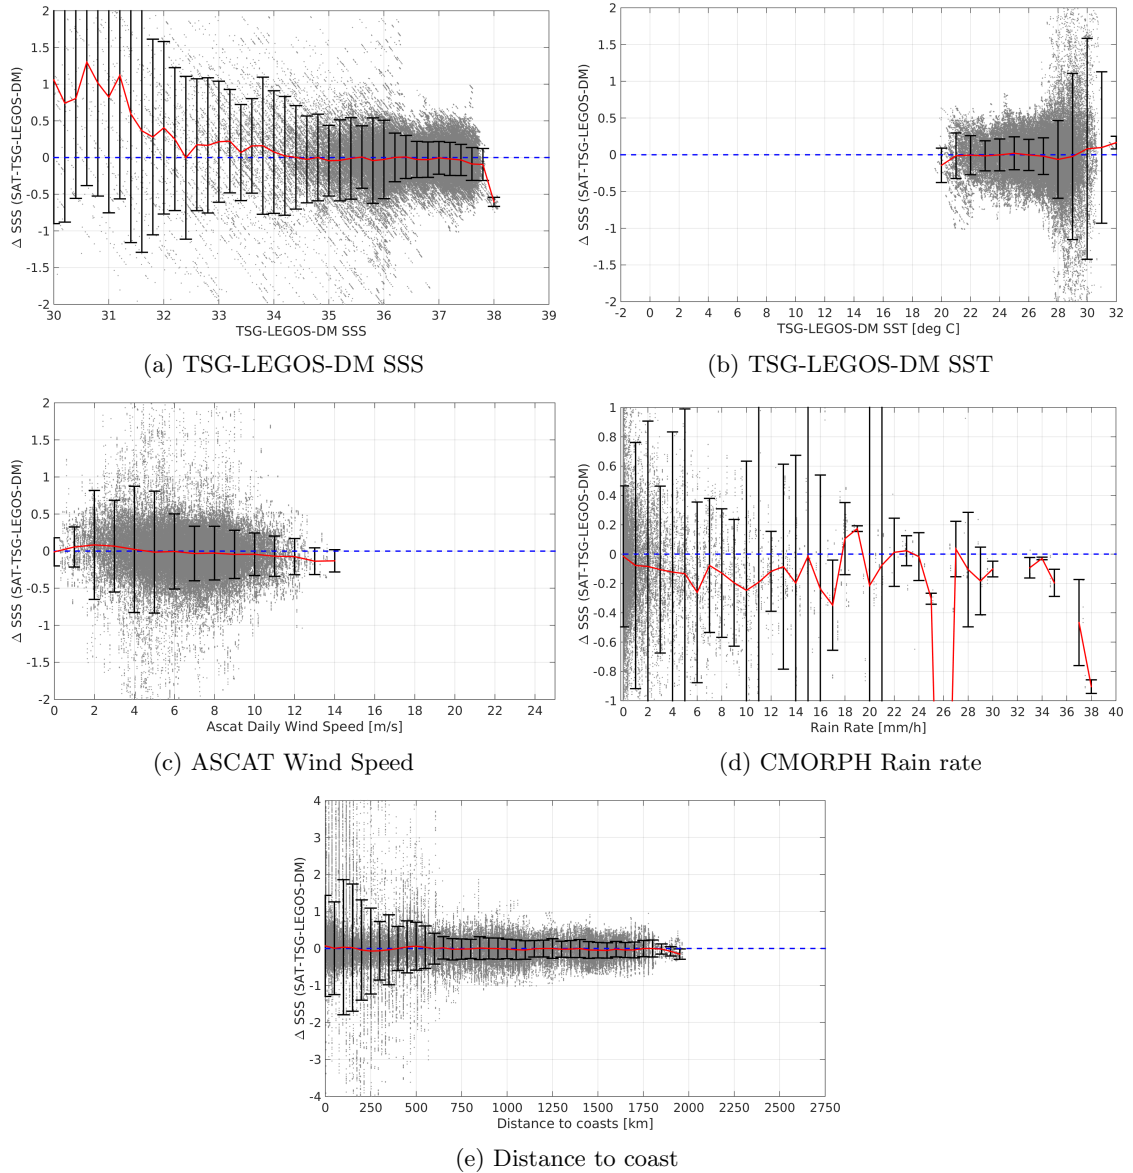 Δ SSS (SAT-TSG-LEGOS-DM)
2
1.5
1
0.5
0
-0.5
-1
-1.5
-2
30 31 32 33 34 35 36 37 38 39
TSG-LEGOS-DM SSS
(a) TSG-LEGOS-DM SSS
Δ SSS (SAT-TSG-LEGOS-DM)
2
1.5
1
0.5
0
-0.5
-1
-1.5
-2
-2 0 2 4 6 8 10 12 14 16 18 20 22 24 26 28 30 32
TSG-LEGOS-DM SST [deg C]
(b) TSG-LEGOS-DM SST
Δ SSS (SAT-TSG-LEGOS-DM)
2
1.5
1
0.5
0
-0.5
-1
-1.5
-2
0 2 4 6 8 10 12 14 16 18 20 22 24
Ascat Daily Wind Speed [m/s]
(c) ASCAT Wind Speed
Δ SSS (SAT-TSG-LEGOS-DM)
1
0.8
0.6
0.4
0.2
0
-0.2
-0.4
-0.6
-0.8
-1
0 2 4 6 8 10 12 14 16 18 20 22 24 26 28 30 32 34 36 38 40
Rain Rate [mm/h]
(d) CMORPH Rain rate
Δ SSS (SAT-TSG-LEGOS-DM)
4
3
2
1
0
-1
-2
-3
-4
0 250 500 750 1000 1250 1500 1750 2000 2250 2500 2750
Distance to coasts [km]
(e) Distance to coast